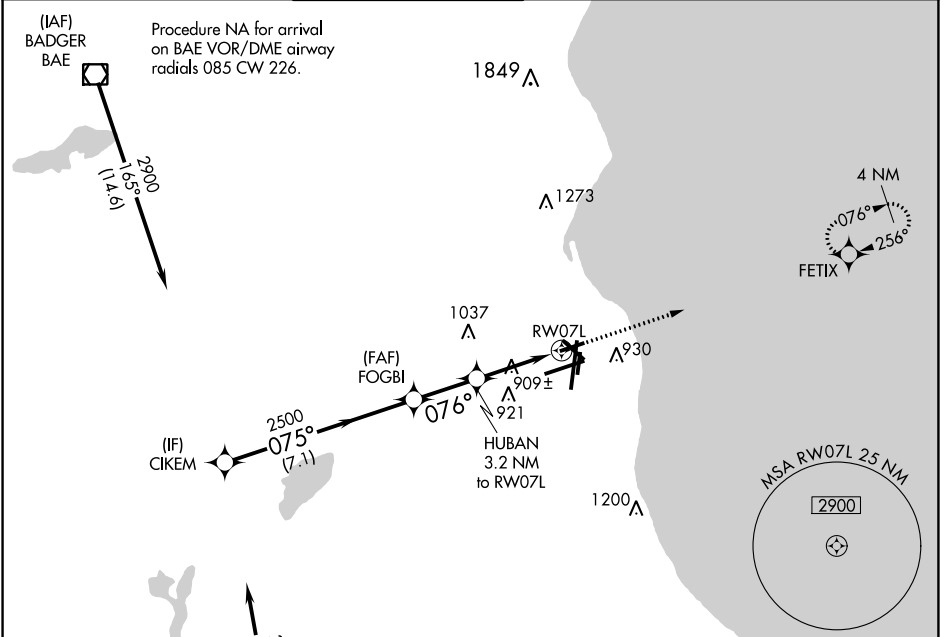 (IAF)
BADGER
BAE
Procedure NA for arrival
on BAE VOR/DME airway
radials 085 CW 226.
1849
2900
165°
(14.6)
1273
4 NM
076°
256°
FETIX
1037
RW07L
930
(FAF)
FOGBI
909±
076°
921
2500
075°
(7.1)
(IF)
CIKEM
HUBAN
3.2 NM
to RW07L
1200
MSA RW07L 25 NM
2900